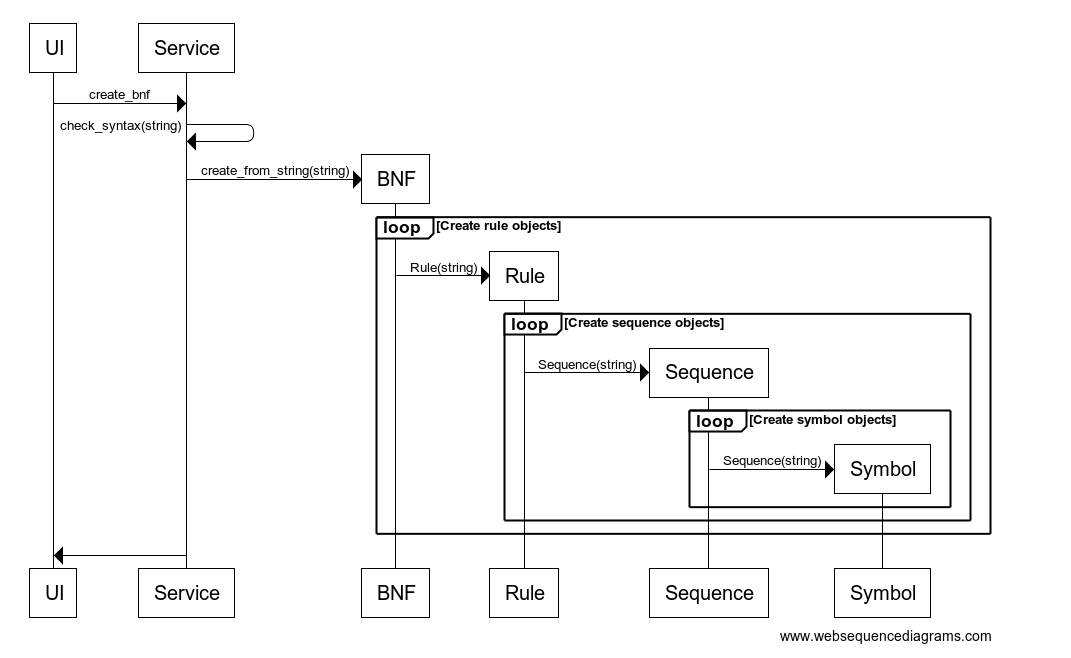 UI
Service
create_bnf
check_syntax(string)
create_from_string(string)
BNF
loop
[Create rule objects]
Rule(string)
Rule
loop
[Create sequence objects]
Sequence(string)
Sequence
loop
[Create symbol objects]
Sequence(string)
Symbol
UI
Service
BNF
Rule
Sequence
Symbol
www.websequencediagrams.com